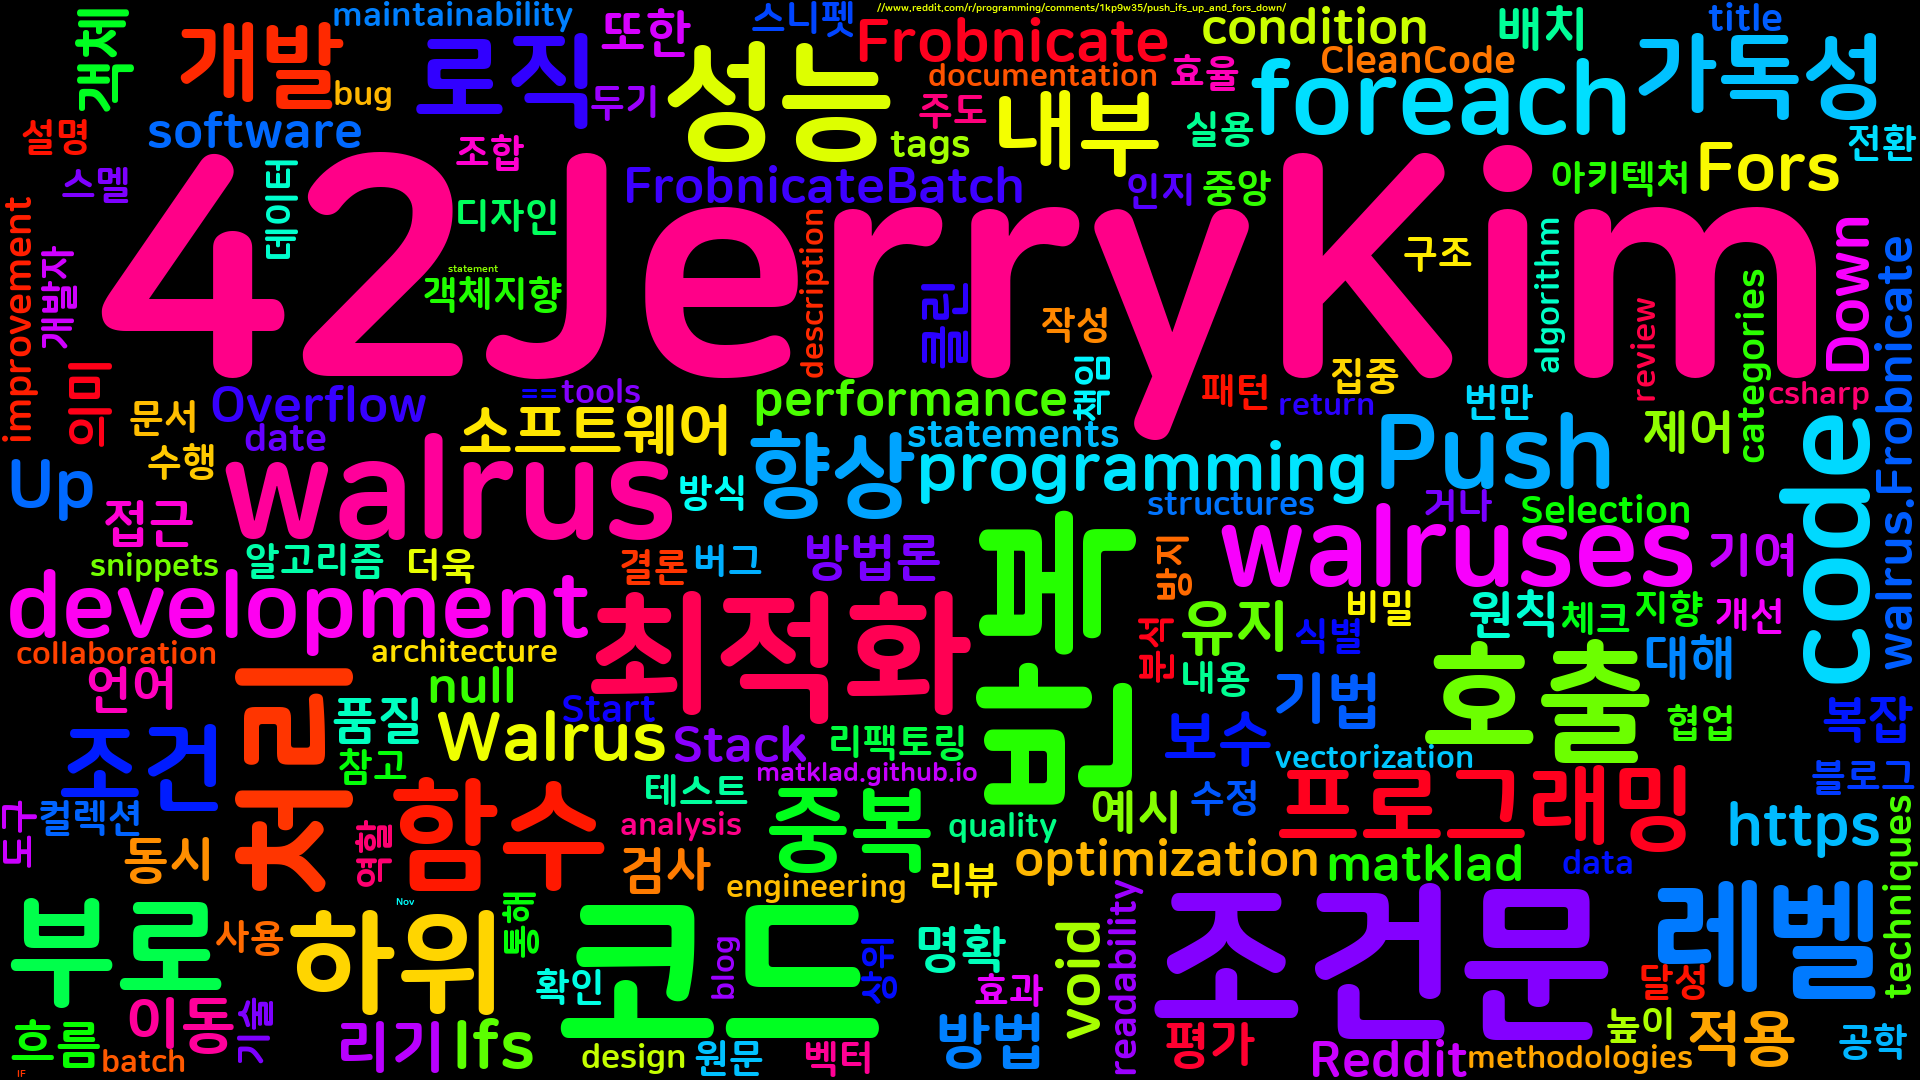 //www.reddit.com/r/programming/comments/1kp9w35/push_ifs_up_and_fors_down/
maintainability
스니펫
title
객체
개발
로직
또한
Frobnicate
condition
배치
가독성
bug
두기
성능
documentation
효율
CleanCode
foreach
설명
software
주도
내부
tags
실용
전환
스멜
데이터
조합
42JerryKim
FrobnicateBatch
인지
중앙
아키텍처
Fors
improvement
개발자
디자인
statement
객체지향
description
클린
작성
구조
algorithm
review
categories
Down
walrus.Frobnicate
의미
문서
수행
Overflow
date
==
tools
소프트웨어
performance
책임
statements
패턴
return
집중
번만
제어
csharp
Up
접근
walrus
방식
향상
programming
structures
Push
거나
Selection
code
snippets
알고리즘
더욱
결론
버그
방법론
패
턴
방지
walruses
기여
development
최적화
분석
유지
식별
비밀
원칙
체크
지향
개선
collaboration
architecture
언어
처리
null
내용
기법
호출
대해
협업
복잡
조건
품질
참고
Walrus
Start
Stack
리팩토링
matklad.github.io
보수
vectorization
블로그
도구
컬렉션
동시
역할
함수
테스트
analysis
검사
중복
quality
예시
수정
프로그래밍
https
techniques
engineering
리뷰
optimization
matklad
data
부로
사용
하위
Nov
통해
코드
확인
blog
상위
명확
효과
void
readability
조건문
레벨
달성
흐름
이동
batch
IF
기술
리기
Ifs
design
원문
벡터
방법
평가
Reddit
methodologies
높이
적용
공학